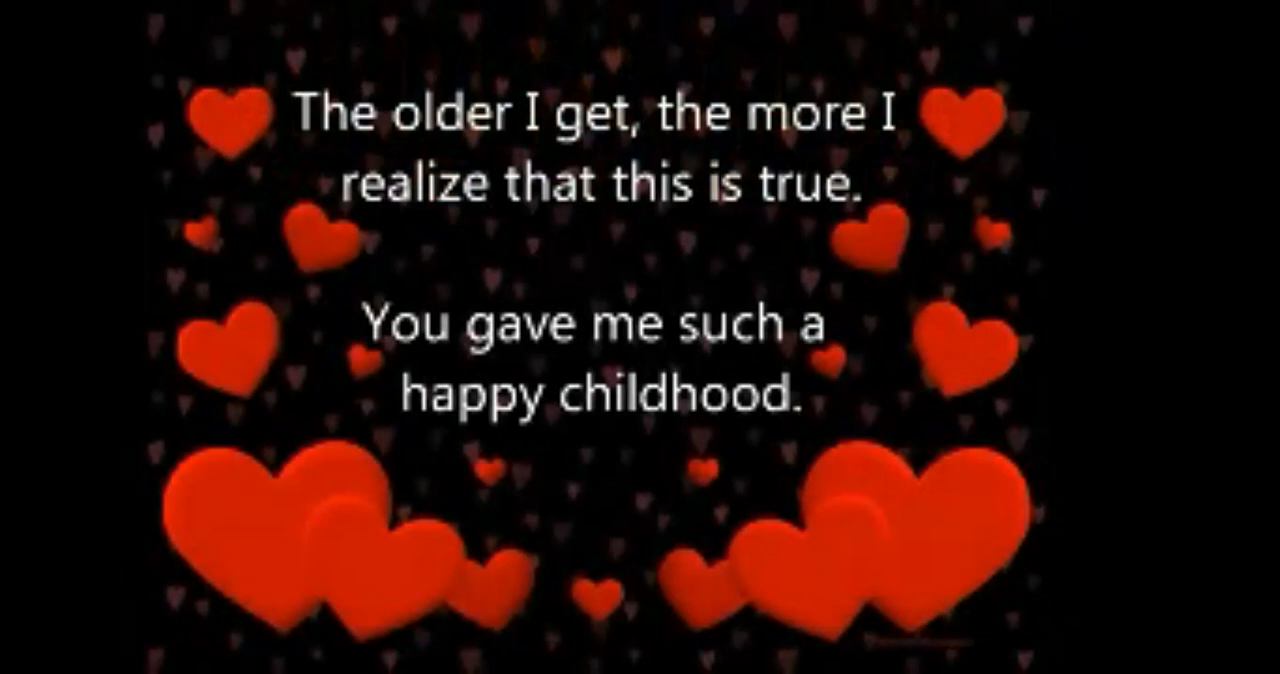 The older I get, the more I
realize that this is true.
You gave me such a
happy childhood.